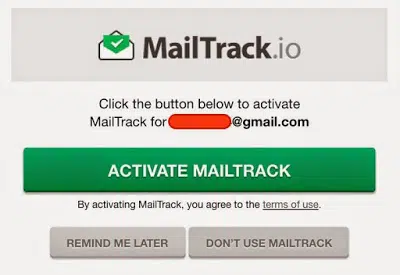 MailTrack.io
Click the button below to activate
MailTrack for @gmail.com
ACTIVATE MAILTRACK
By activating MailTrack, you agree to the terms of use.
REMIND ME LATER
DON'T USE MAILTRACK